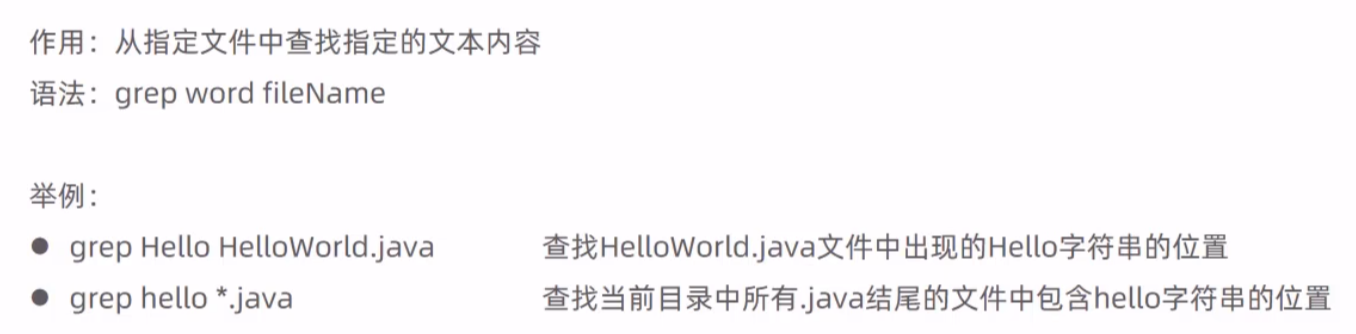 作用：从指定文件中查找指定的文本内容
语法：grep word fileName
举例：
● grep Hello HelloWorld.java 查找HelloWorld.java文件中出现的Hello字符串的位置
● grep hello *.java 查找当前目录中所有.java结尾的文件中包含hello字符串的位置